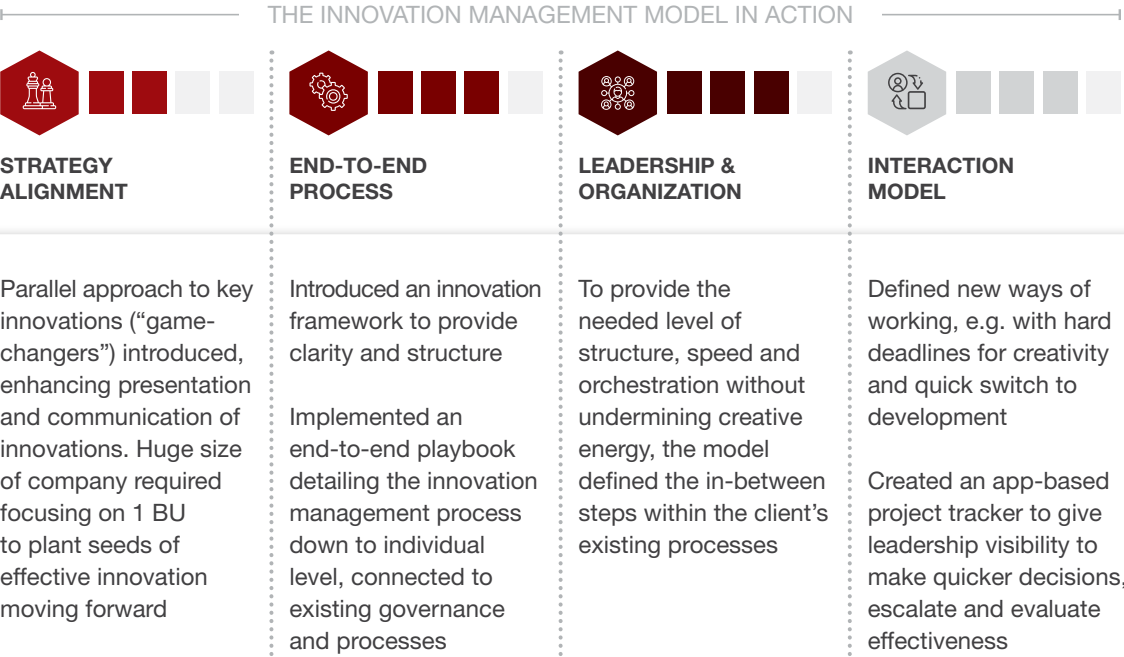 THE INNOVATION MANAGEMENT MODEL IN ACTION
STRATEGY
ALIGNMENT
Parallel approach to key
innovations (“game-
changers”) introduced,
enhancing presentation
and communication of
innovations. Huge size
of company required
focusing on 1 BU
to plant seeds of
effective innovation
moving forward
END-TO-END
PROCESS
Introduced an innovation
framework to provide
clarity and structure
Implemented an
end-to-end playbook
detailing the innovation
management process
down to individual
level, connected to
existing governance
and processes
LEADERSHIP &
ORGANIZATION
To provide the
needed level of
structure, speed and
orchestration without
undermining creative
energy, the model
defined the in-between
steps within the client’s
existing processes
INTERACTION
MODEL
Defined new ways of
working, e.g. with hard
deadlines for creativity
and quick switch to
development
Created an app-based
project tracker to give
leadership visibility to
make quicker decisions,
escalate and evaluate
effectiveness